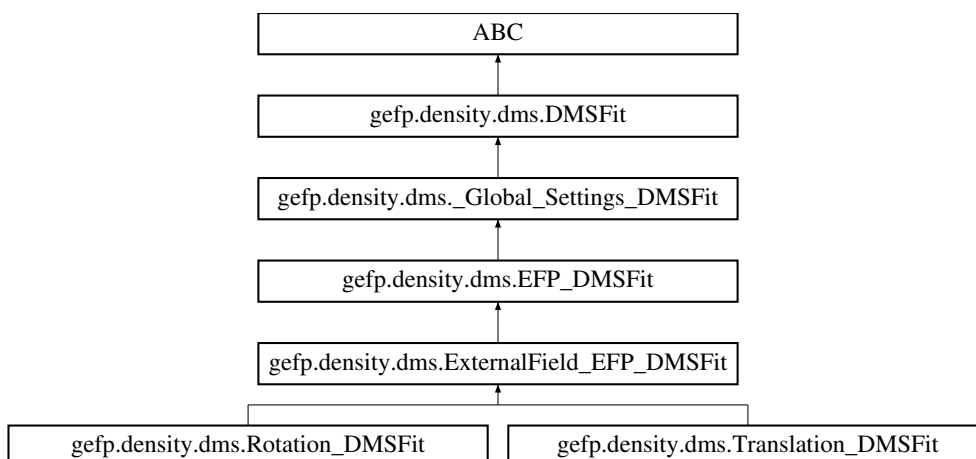 ABC
gefp.density.dms.DMSFit
gefp.density.dms._Global_Settings_DMSFit
gefp.density.dms.EFP_DMSFit
gefp.density.dms.ExternalField_EFP_DMSFit
gefp.density.dms.Rotation_DMSFit
gefp.density.dms.Translation_DMSFit